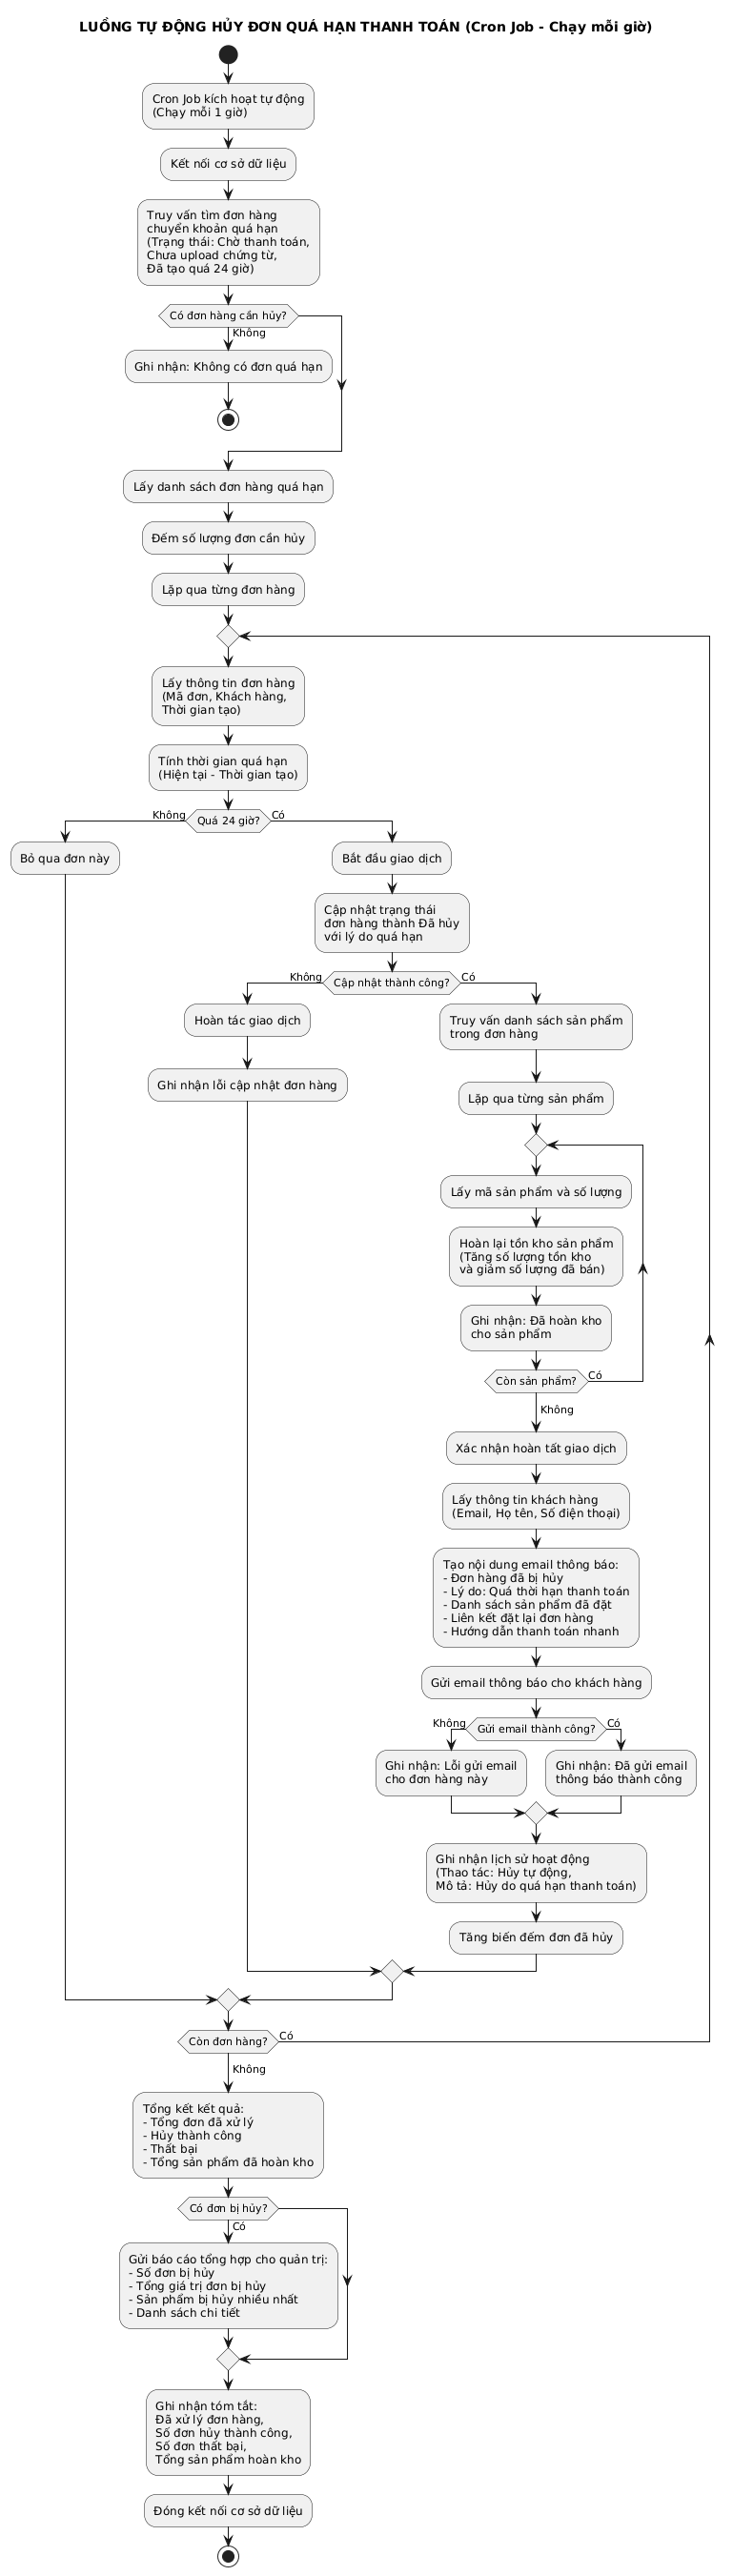 LUỒNG TỰ ĐỘNG HỦY ĐƠN QUÁ HẠN THANH TOÁN (Cron Job - Chạy mỗi giờ)
Cron Job kích hoạt tự động
(Chạy mỗi 1 giờ)
Kết nối cơ sở dữ liệu
Truy vấn tìm đơn hàng
chuyển khoản quá hạn
(Trạng thái: Chờ thanh toán,
Chưa upload chứng từ,
Đã tạo quá 24 giờ)
Có đơn hàng cần hủy?
Không
Ghi nhận: Không có đơn quá hạn
Lấy danh sách đơn hàng quá hạn
Đếm số lượng đơn cần hủy
Lặp qua từng đơn hàng
Lấy thông tin đơn hàng
(Mã đơn, Khách hàng,
Thời gian tạo)
Tính thời gian quá hạn
(Hiện tại - Thời gian tạo)
Không
Quá 24 giờ?
Có
Bỏ qua đơn này
Bắt đầu giao dịch
Cập nhật trạng thái
đơn hàng thành Đã hủy
với lý do quá hạn
Không
Cập nhật thành công?
Có
Hoàn tác giao dịch
Ghi nhận lỗi cập nhật đơn hàng
Truy vấn danh sách sản phẩm
trong đơn hàng
Lặp qua từng sản phẩm
Lấy mã sản phẩm và số lượng
Hoàn lại tồn kho sản phẩm
(Tăng số lượng tồn kho
và giảm số lượng đã bán)
Ghi nhận: Đã hoàn kho
cho sản phẩm
Còn sản phẩm?
Có
Không
Xác nhận hoàn tất giao dịch
Lấy thông tin khách hàng
(Email, Họ tên, Số điện thoại)
Tạo nội dung email thông báo:
- Đơn hàng đã bị hủy
- Lý do: Quá thời hạn thanh toán
- Danh sách sản phẩm đã đặt
- Liên kết đặt lại đơn hàng
- Hướng dẫn thanh toán nhanh
Gửi email thông báo cho khách hàng
Không
Gửi email thành công?
Có
Ghi nhận: Lỗi gửi email
cho đơn hàng này
Ghi nhận: Đã gửi email
thông báo thành công
Ghi nhận lịch sử hoạt động
(Thao tác: Hủy tự động,
Mô tả: Hủy do quá hạn thanh toán)
Tăng biến đếm đơn đã hủy
Còn đơn hàng?
Có
Không
Tổng kết kết quả:
- Tổng đơn đã xử lý
- Hủy thành công
- Thất bại
- Tổng sản phẩm đã hoàn kho
Có đơn bị hủy?
Có
Gửi báo cáo tổng hợp cho quản trị:
- Số đơn bị hủy
- Tổng giá trị đơn bị hủy
- Sản phẩm bị hủy nhiều nhất
- Danh sách chi tiết
Ghi nhận tóm tắt:
Đã xử lý đơn hàng,
Số đơn hủy thành công,
Số đơn thất bại,
Tổng sản phẩm hoàn kho
Đóng kết nối cơ sở dữ liệu